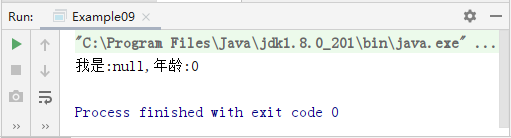 Run: Example09
"C:\Program Files\Java\jdk1.8.0_201\bin\java.exe" ...
我是:null,年龄:0
Process finished with exit code 0